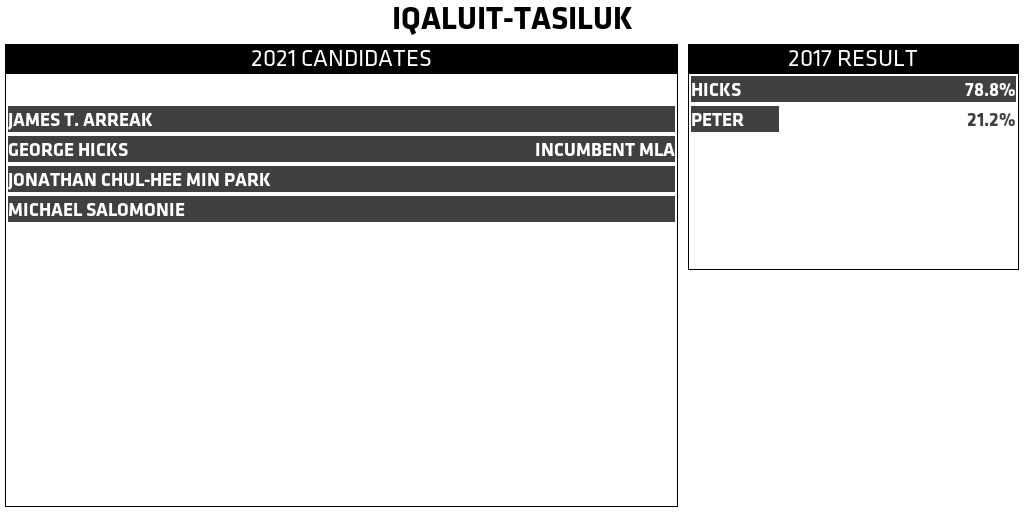 IQALUIT-TASILUK
2021 CANDIDATES
JAMES T. ARREAK
GEORGE HICKS INCUMBENT MLA
JONATHAN CHUL-HEE MIN PARK
MICHAEL SALOMONIE
2017 RESULT
HICKS 78.8%
PETER 21.2%